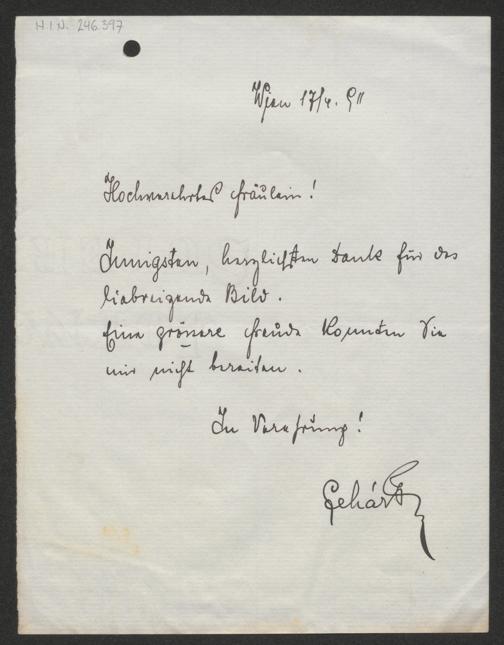 H.I.N. 246.397
Wien 17/4. 911
Hochverehrtes Fräulein!
Innigsten, herzlichsten Dank für das
liebreizende Bild.
Eine grössere Freude konnten Sie
mir nicht bereiten.
In Verehrung!